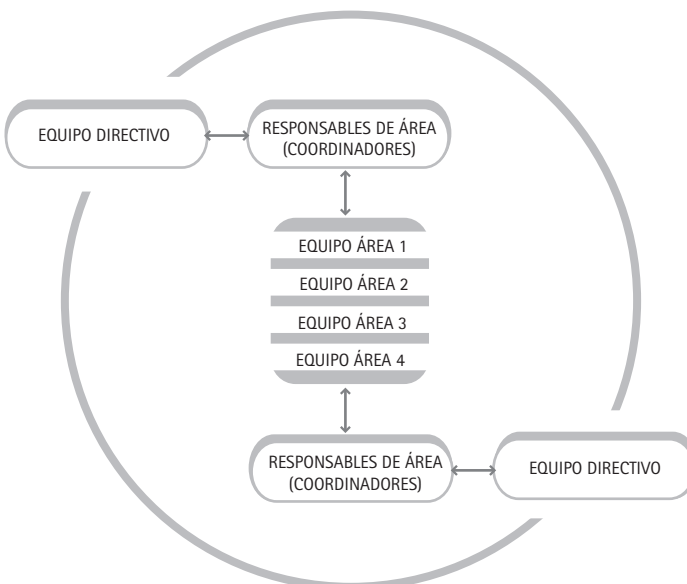 EQUIPO DIRECTIVO
RESPONSABLES DE ÁREA
(COORDINADORES)
EQUIPO ÁREA 1
EQUIPO ÁREA 2
EQUIPO ÁREA 3
EQUIPO ÁREA 4
RESPONSABLES DE ÁREA
(COORDINADORES)
EQUIPO DIRECTIVO